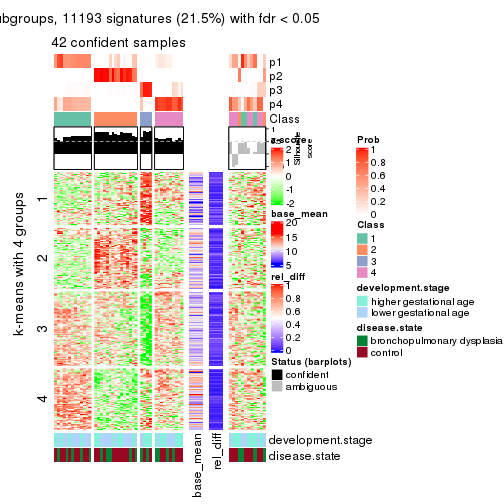 ubgroups, 11193 signatures (21.5%) with fdr < 0.05
42 confident samples
p1
p2
p3
p4
Class
1
Silhouette
score
z-score
2
1
0
-1
-2
base_mean
20
15
10
5
rel_diff
1
0.8
0.6
0.4
0.2
0
Status (barplots)
confident
ambiguous
Prob
1
0.8
0.6
0.4
0.2
0
Class
1
2
3
4
development.stage
higher gestational age
lower gestational age
disease.state
bronchopulmonary dysplasia
control
k-means with 4 groups
1
2
3
4
base_mean
rel_diff
development.stage
disease.state